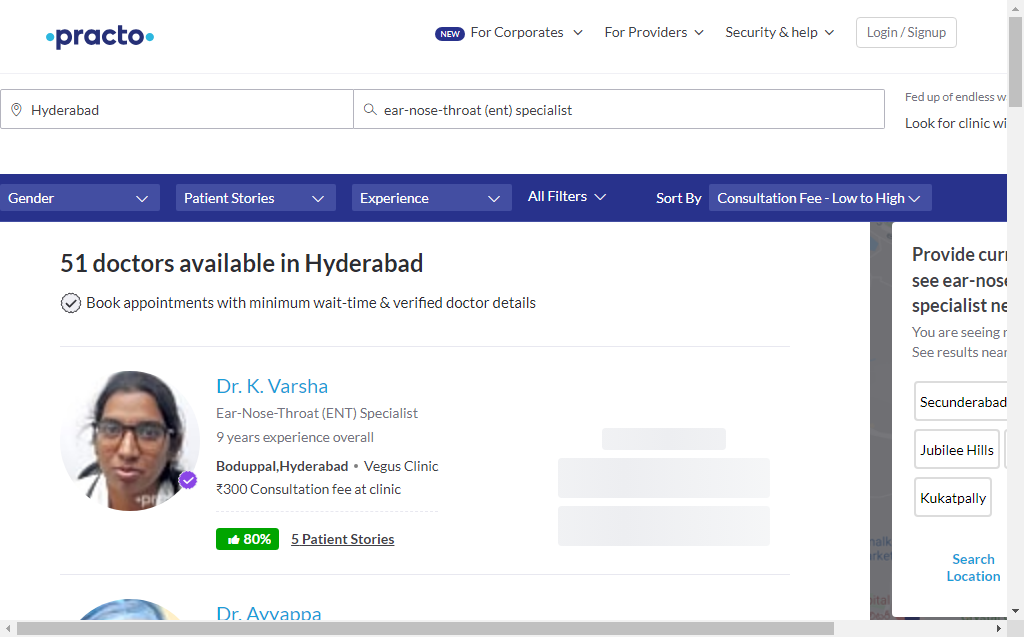 practo
NEW For Corporates
For Providers
Security & help
Login / Signup
Hyderabad
ear-nose-throat (ent) specialist
Fed up of endless w
Look for clinic wi
Gender
Patient Stories
Experience
All Filters
Sort By
Consultation Fee - Low to High
51 doctors available in Hyderabad
Book appointments with minimum wait-time & verified doctor details
Dr. K. Varsha
Ear-Nose-Throat (ENT) Specialist
9 years experience overall
Boduppal,Hyderabad • Vegus Clinic
₹300 Consultation fee at clinic
80% 5 Patient Stories
Dr. Ayyappa
Provide curr
see ear-nose
specialist ne
You are seeing r
See results near
Secunderabad
Jubilee Hills
Kukatpally
Search
Location